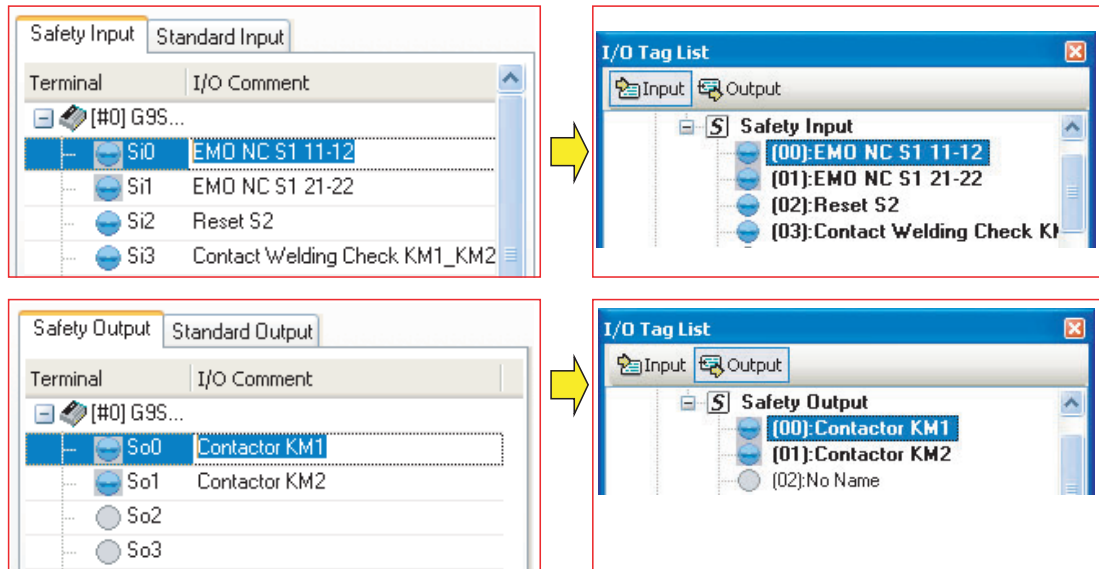 Safety Input Standard Input
Terminal I/O Comment
[#0] G9S...
Si0 EMO NC S1 11-12
Si1 EMO NC S1 21-22
Si2 Reset S2
Si3 Contact Welding Check KM1_KM2
I/O Tag List
Input Output
S Safety Input
(00):EMO NC S1 11-12
(01):EMO NC S1 21-22
(02):Reset S2
(03):Contact Welding Check
Safety Output Standard Output
Terminal I/O Comment
[#0] G9S...
So0 Contactor KM1
So1 Contactor KM2
So2
So3
I/O Tag List
Input Output
S Safety Output
(00):Contactor KM1
(01):Contactor KM2
(02):No Name